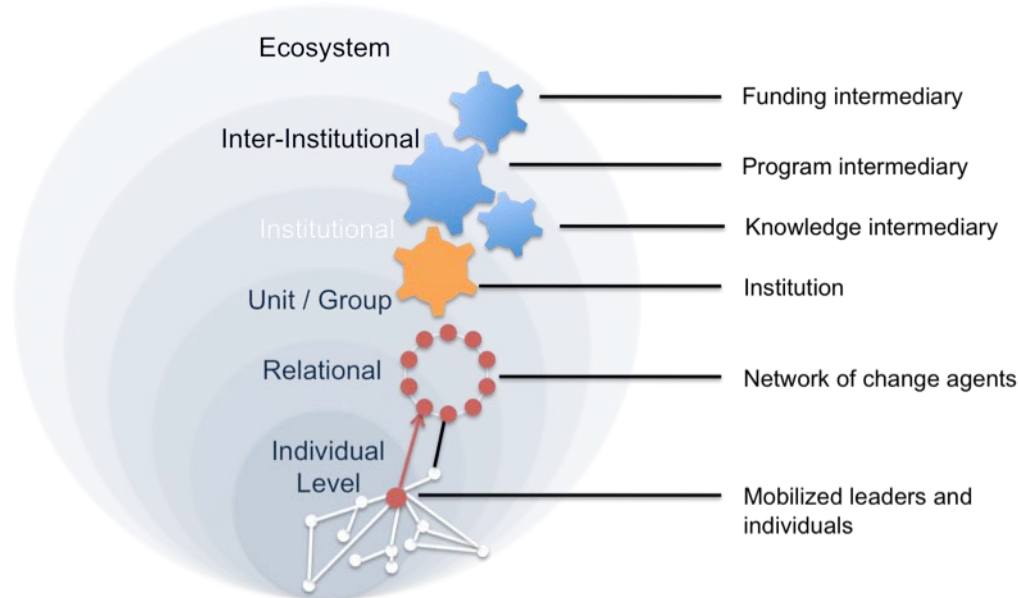 Ecosystem
Funding intermediary
Inter-Institutional
Program intermediary
Institutional
Knowledge intermediary
Unit / Group
Institution
Relational
Network of change agents
Individual
Level
Mobilized leaders and
individuals